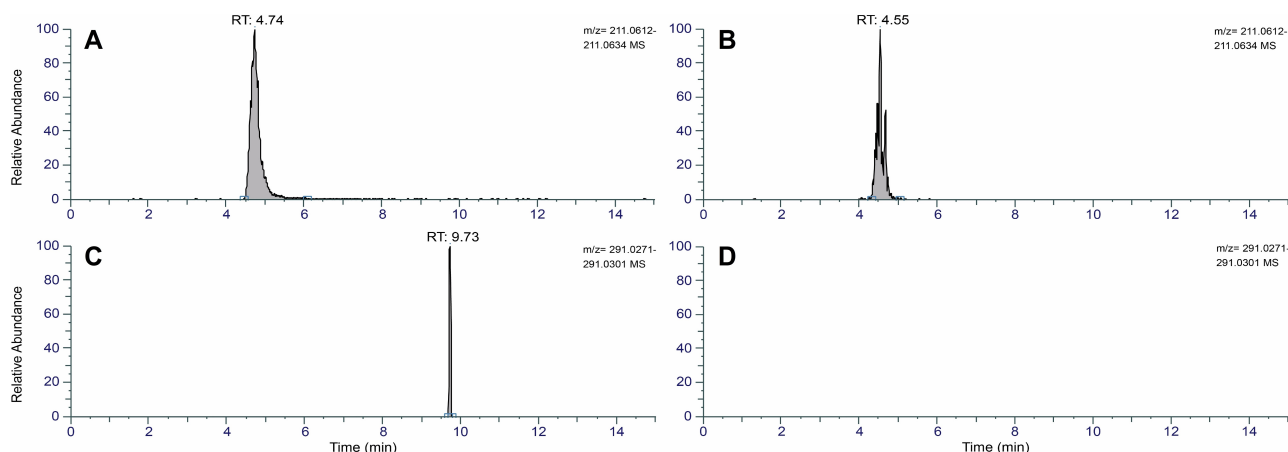 RT: 4.74
100
A
m/z= 211.0612-
211.0634 MS
80
60
40
20
0
Relative Abundance
0 2 4 6 8 10 12 14
RT: 4.55
100
B
m/z= 211.0612-
211.0634 MS
80
60
40
20
0
0 2 4 6 8 10 12 14
RT: 9.73
100
C
m/z= 291.0271-
291.0301 MS
80
60
40
20
0
Relative Abundance
0 2 4 6 8 10 12 14
Time (min)
100
D
m/z= 291.0271-
291.0301 MS
80
60
40
20
0
0 2 4 6 8 10 12 14
Time (min)